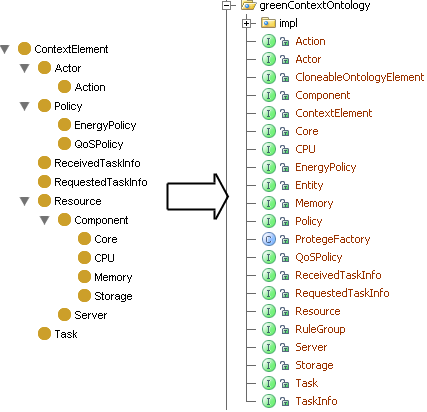 ContextElement
Actor
Action
Policy
EnergyPolicy
QoSPolicy
ReceivedTaskInfo
RequestedTaskInfo
Resource
Component
Core
CPU
Memory
Storage
Server
Task
greenContextOntology
impl
I Action
I Actor
I CloneableOntologyElement
I Component
I ContextElement
I Core
I CPU
I EnergyPolicy
I Entity
I Memory
I Policy
C ProtegeFactory
I QoSPolicy
I ReceivedTaskInfo
I RequestedTaskInfo
I Resource
I RuleGroup
I Server
I Storage
I Task
I TaskInfo